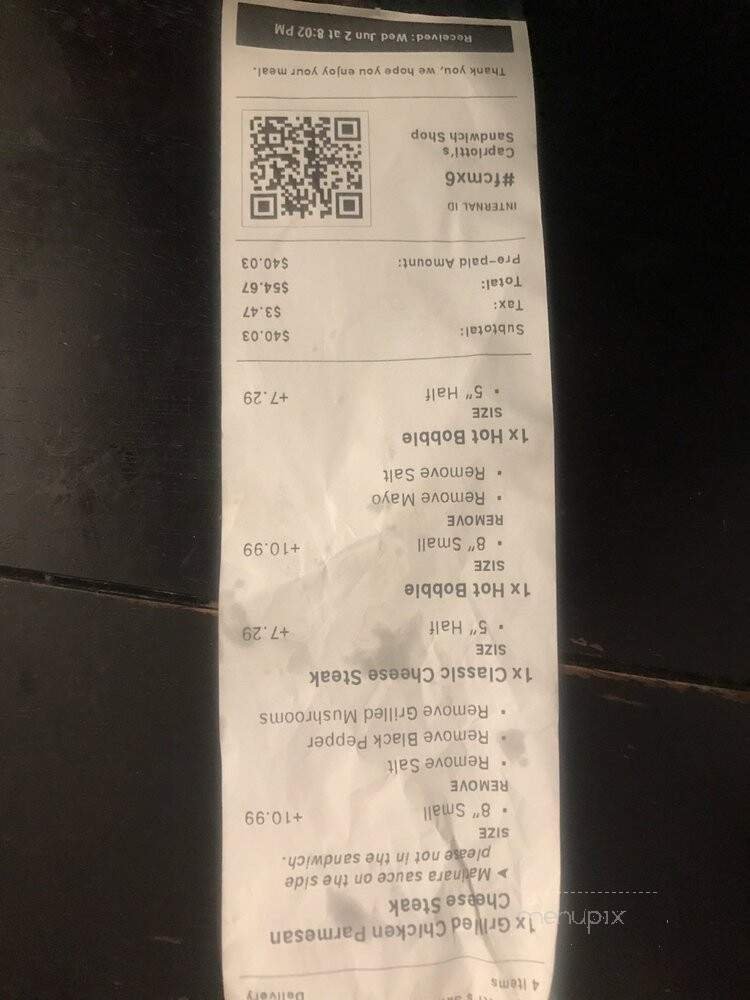 Delivery
4 items
1x Grilled Chicken Parmesan
Cheese Steak
➤ Marinara sauce on the side
please not in the sandwich.
SIZE
• 8" Small +10.99
REMOVE
• Remove Salt
• Remove Black Pepper
• Remove Grilled Mushrooms
1x Classic Cheese Steak
SIZE
• 5" Half +7.29
1x Hot Bobbie
SIZE
• 8" Small +10.99
REMOVE
• Remove Mayo
• Remove Salt
1x Hot Bobbie
SIZE
• 5" Half +7.29
Subtotal: $40.03
Tax: $3.47
Total: $54.67
Pre-paid Amount: $40.03
INTERNAL ID
#fcmx6
Capriotti's
Sandwich Shop
Thank you, we hope you enjoy your meal.
Received: Wed Jun 2 at 8:02 PM
menupix